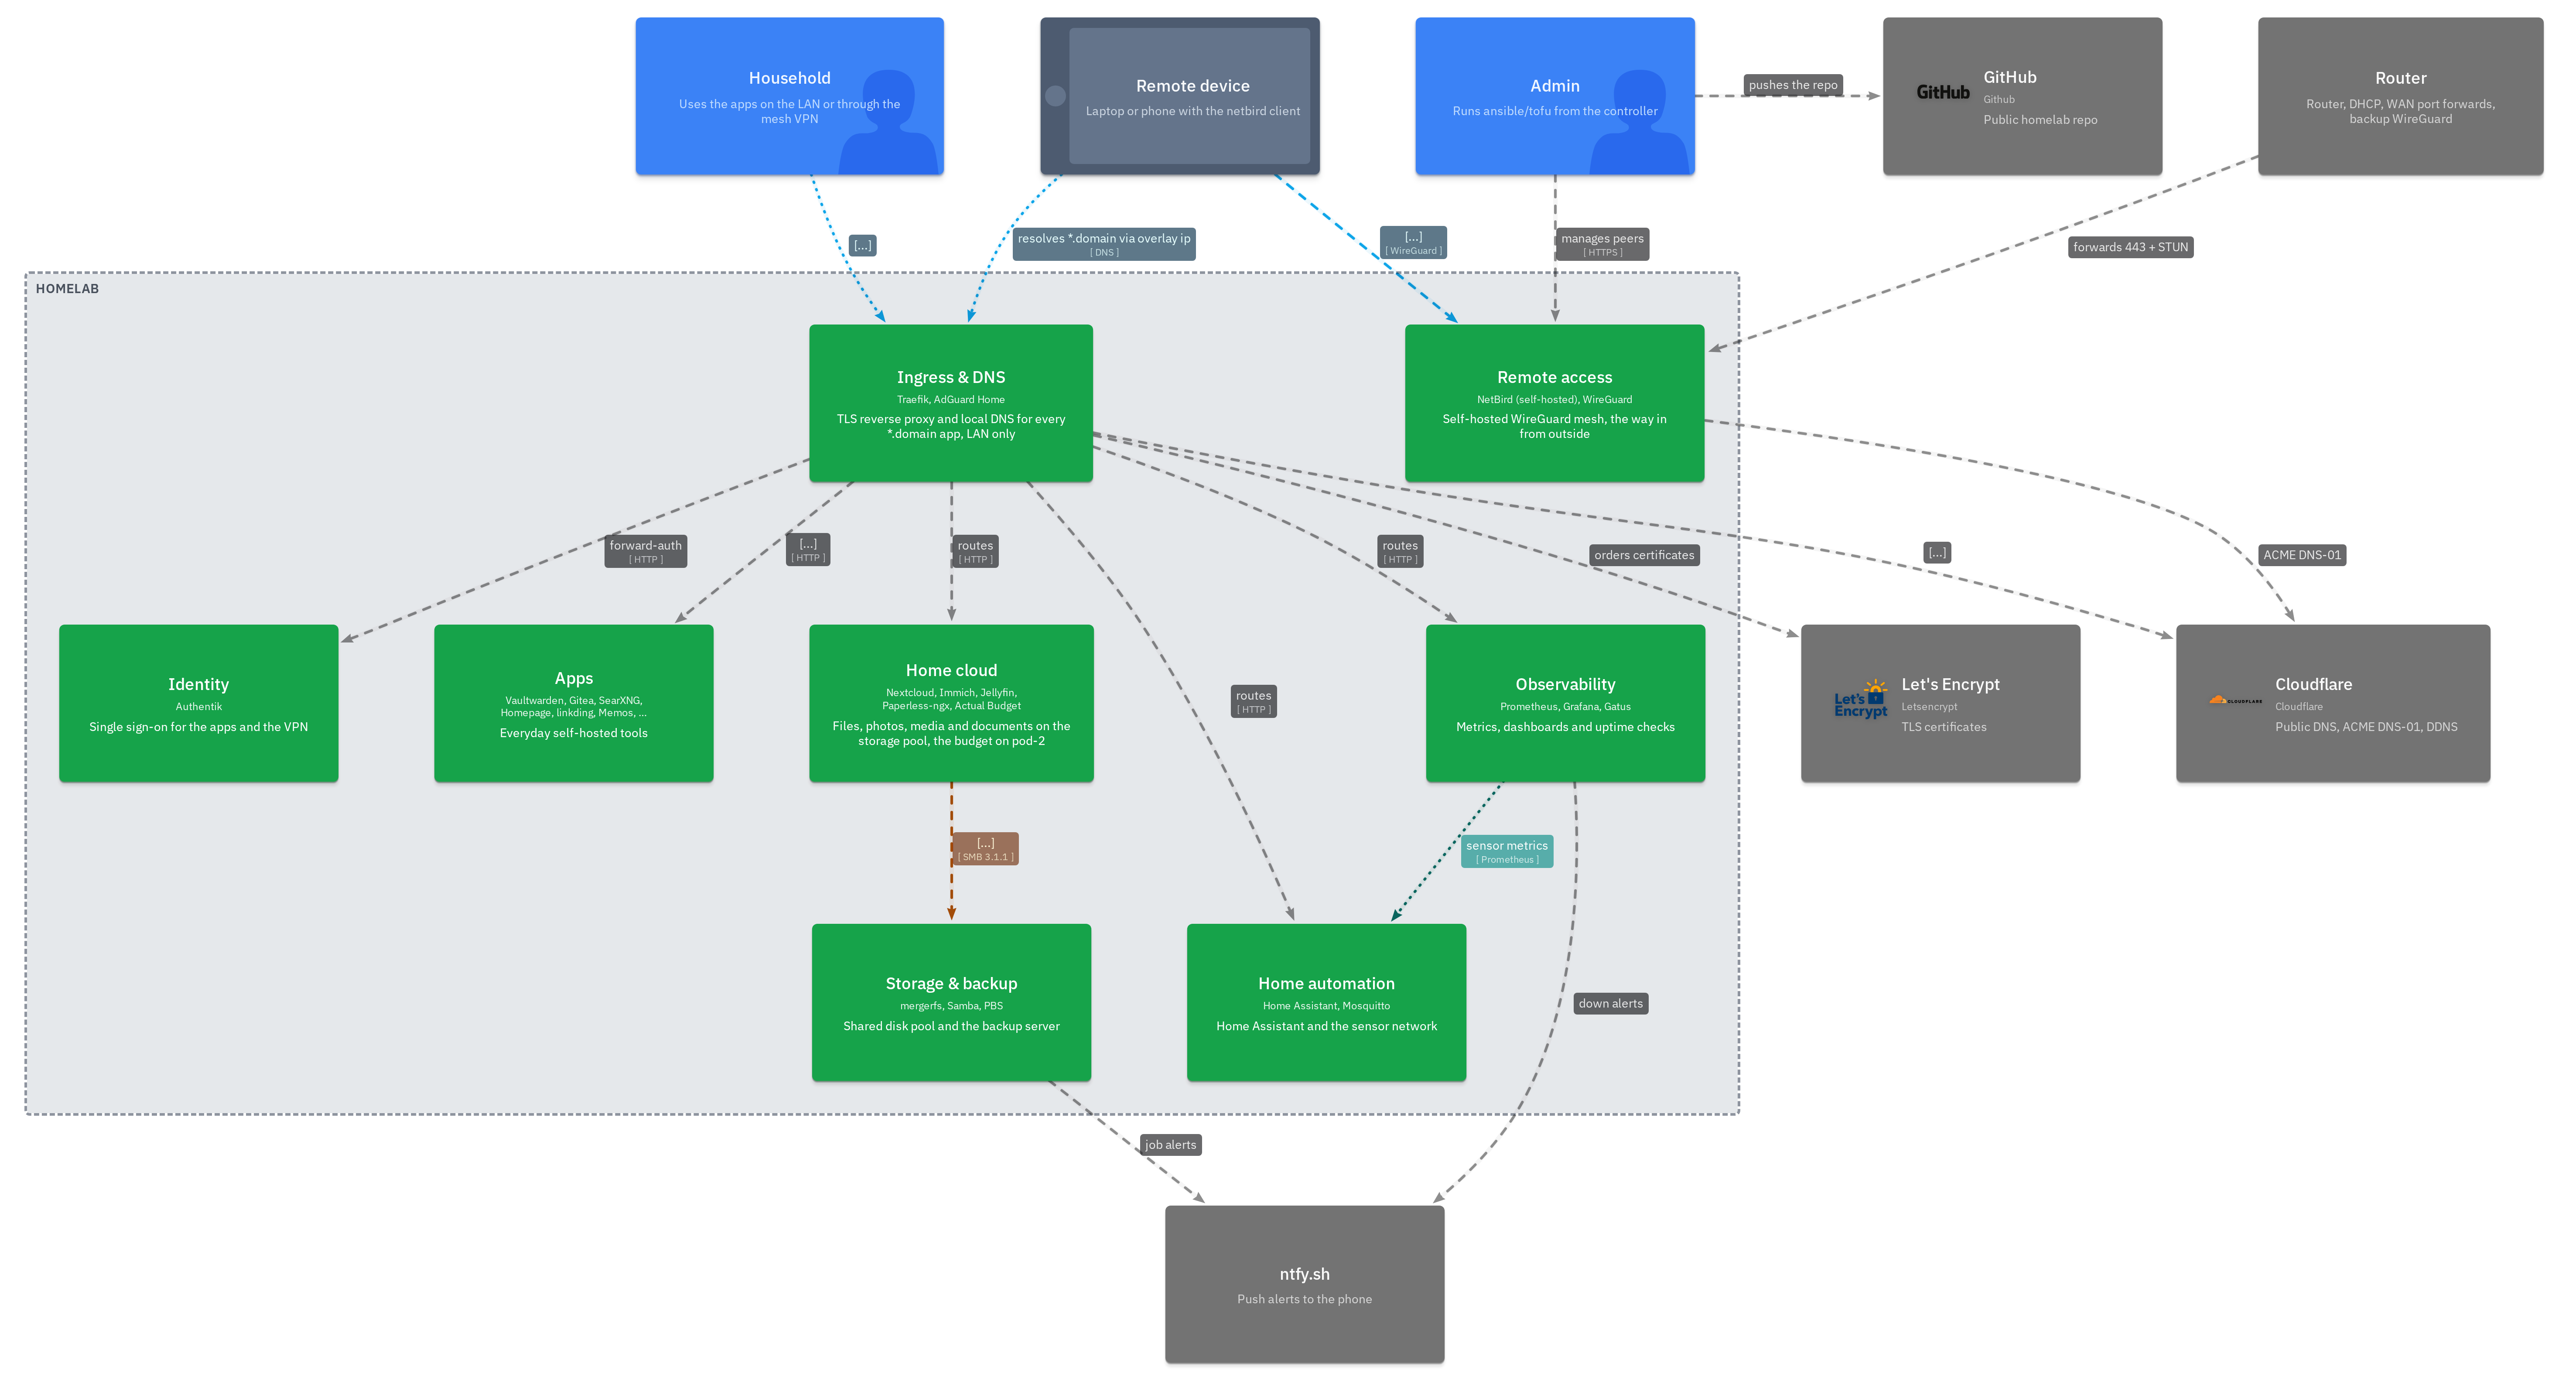 Household
Uses the apps on the LAN or through the
mesh VPN
Remote device
Laptop or phone with the netbird client
Admin
Runs ansible/tofu from the controller
pushes the repo
GitHub
GitHub
Github
Public homelab repo
Router
Router, DHCP, WAN port forwards,
backup WireGuard
[...]
resolves *.domain via overlay ip
[ DNS ]
[...]
[ WireGuard ]
manages peers
[ HTTPS ]
forwards 443 + STUN
HOMELAB
Ingress & DNS
Traefik, AdGuard Home
TLS reverse proxy and local DNS for every
*.domain app, LAN only
Remote access
NetBird (self-hosted), WireGuard
Self-hosted WireGuard mesh, the way in
from outside
forward-auth
[ HTTP ]
[...]
[ HTTP ]
routes
[ HTTP ]
routes
[ HTTP ]
orders certificates
[...]
ACME DNS-01
Identity
Authentik
Single sign-on for the apps and the VPN
Apps
Vaultwarden, Gitea, SearXNG,
Homepage, linkding, Memos, ...
Everyday self-hosted tools
Home cloud
Nextcloud, Immich, Jellyfin,
Paperless-ngx, Actual Budget
Files, photos, media and documents on the
storage pool, the budget on pod-2
routes
[ HTTP ]
Observability
Prometheus, Grafana, Gatus
Metrics, dashboards and uptime checks
Let's
Encrypt
Let's Encrypt
Letsencrypt
TLS certificates
CLOUDFLARE
Cloudflare
Cloudflare
Public DNS, ACME DNS-01, DDNS
[...]
[ SMB 3.1.1 ]
sensor metrics
[ Prometheus ]
Storage & backup
mergerfs, Samba, PBS
Shared disk pool and the backup server
Home automation
Home Assistant, Mosquitto
Home Assistant and the sensor network
down alerts
job alerts
ntfy.sh
Push alerts to the phone